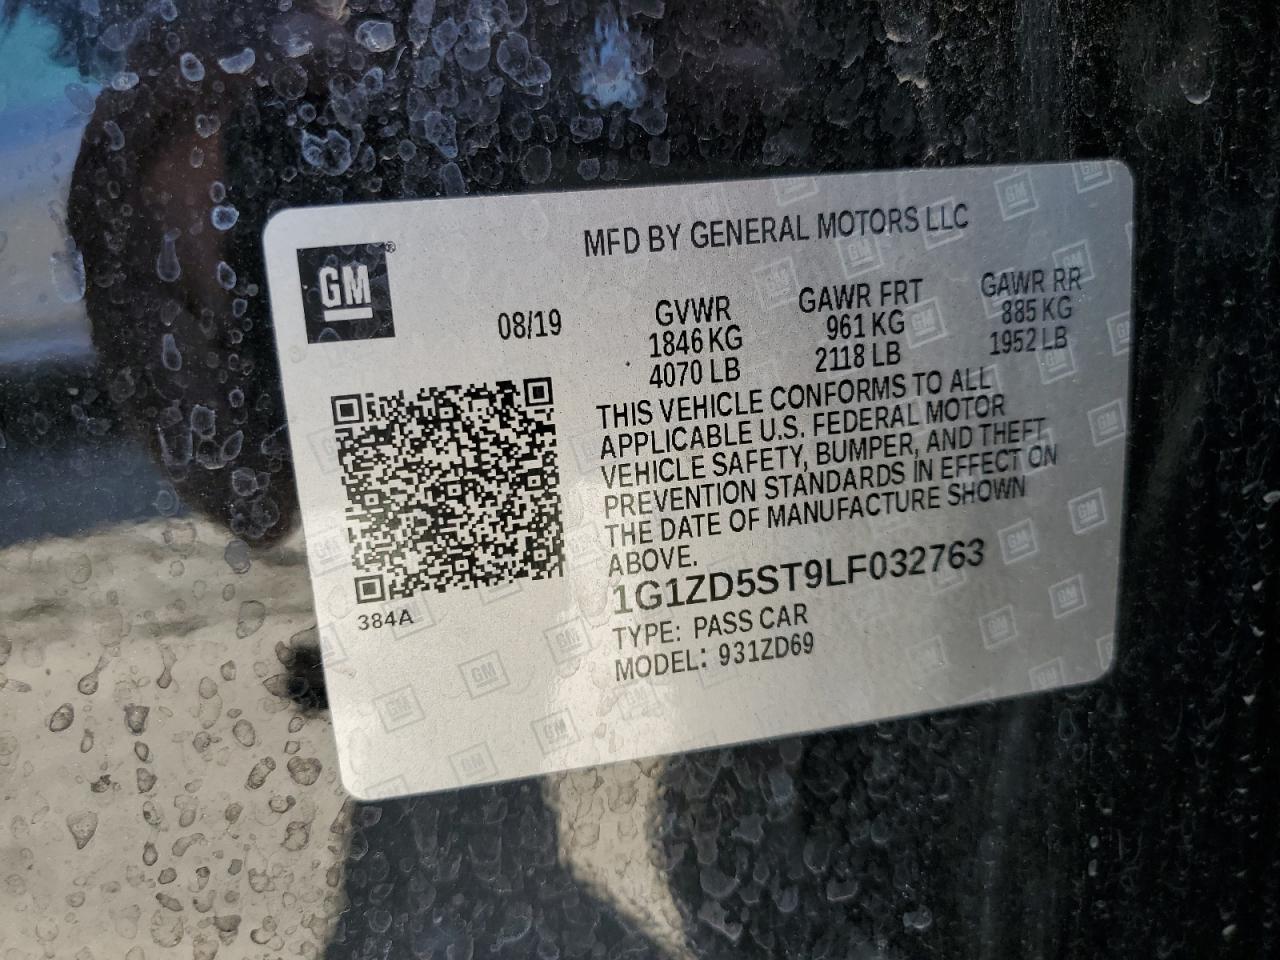 GM®
MFD BY GENERAL MOTORS LLC
08/19
GVWR
1846 KG
4070 LB
GAWR FRT
961 KG
2118 LB
GAWR RR
885 KG
1952 LB
THIS VEHICLE CONFORMS TO ALL
APPLICABLE U.S. FEDERAL MOTOR
VEHICLE SAFETY, BUMPER, AND THEFT
PREVENTION STANDARDS IN EFFECT ON
THE DATE OF MANUFACTURE SHOWN
ABOVE.
1G1ZD5ST9LF032763
TYPE: PASS CAR
MODEL: 931ZD69
384A